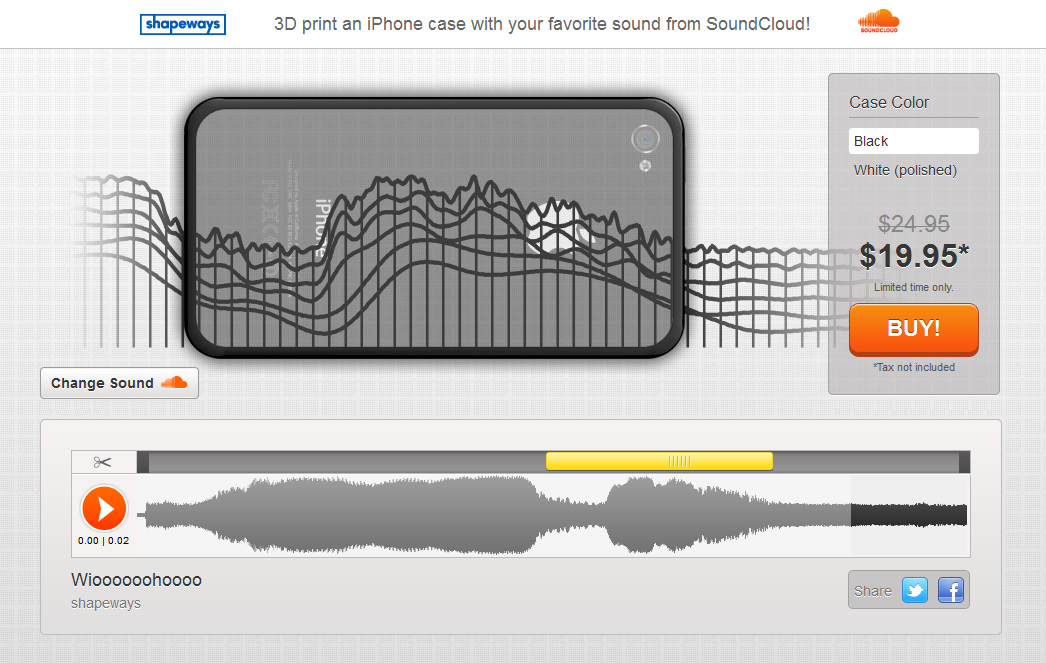 shapeways
3D print an iPhone case with your favorite sound from SoundCloud!
SOUNDCLOUD
Case Color
Black
White (polished)
$24.95
$19.95*
Limited time only.
BUY!
*Tax not included
iPhone
Change Sound
0.00 | 0.02
Wioooooohoooo
shapeways
Share